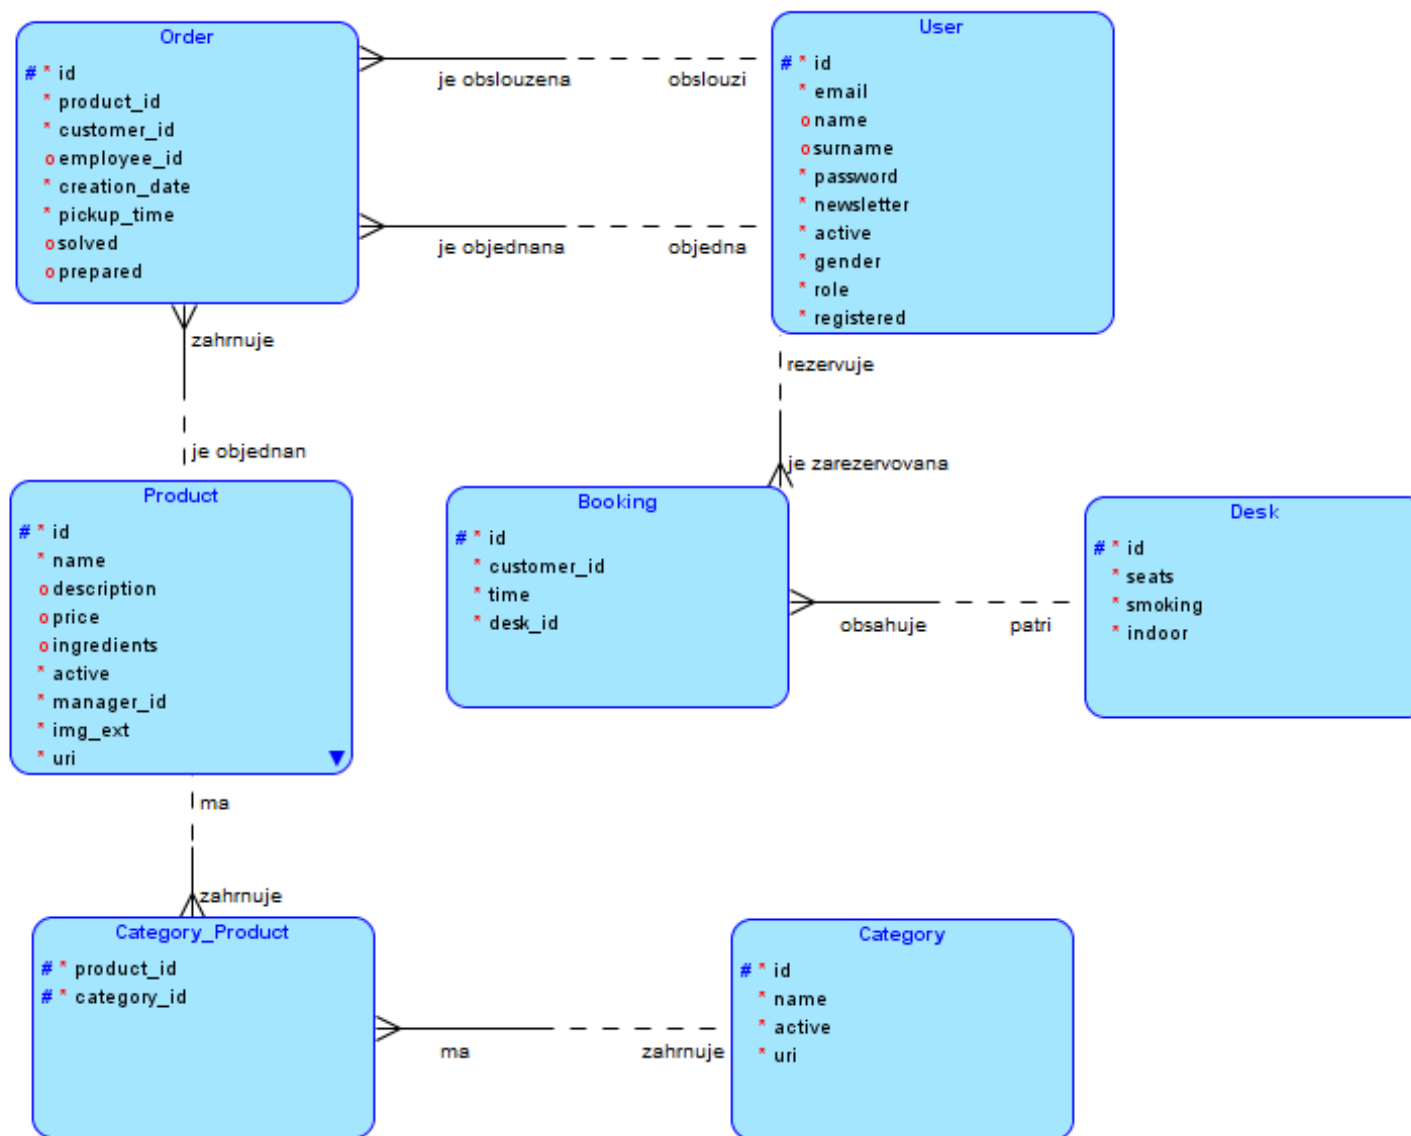 Order
# * id
* product_id
* customer_id
o employee_id
* creation_date
* pickup_time
o solved
o prepared
je obslouzena
obslouzi
je objednana
objedna
User
# * id
* email
o name
o surname
* password
* newsletter
* active
* gender
* role
* registered
zahrnuje
je objednan
rezervuje
je zarezervovana
Product
# * id
* name
o description
o price
o ingredients
* active
* manager_id
* img_ext
* uri
Booking
# * id
* customer_id
* time
* desk_id
obsahuje
patri
Desk
# * id
* seats
* smoking
* indoor
ma
zahrnuje
Category_Product
# * product_id
# * category_id
ma
zahrnuje
Category
# * id
* name
* active
* uri